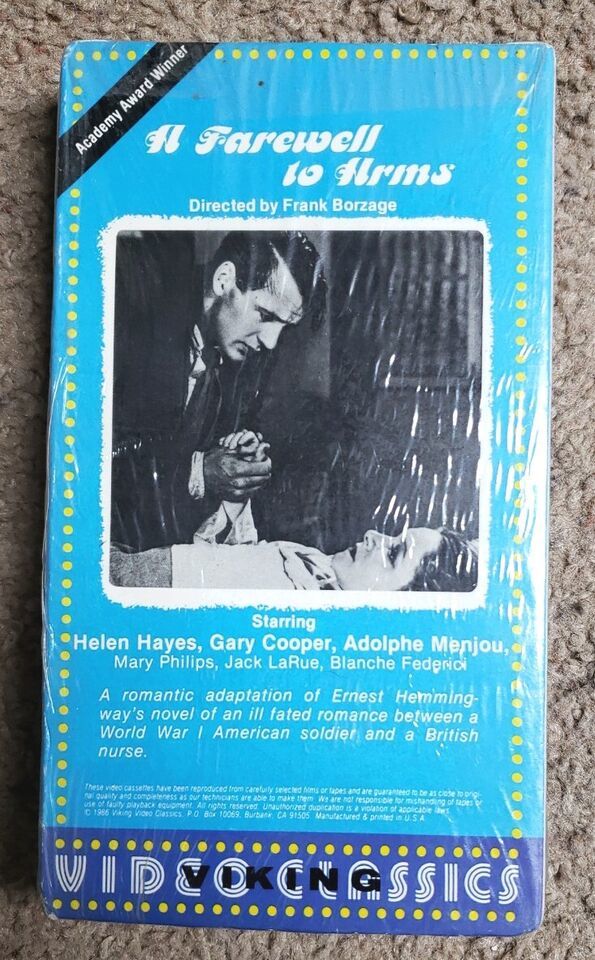 Academy Award Winner
A Farewell
to Arms
Directed by Frank Borzage
Starring
Helen Hayes, Gary Cooper, Adolphe Menjou,
Mary Philips, Jack LaRue, Blanche Federici
A romantic adaptation of Ernest Hemming-
way's novel of an ill fated romance between a
World War I American soldier and a British
nurse.
These video cassettes have been reproduced from carefully selected films or tapes and are guaranteed to be as close to origi-
nal quality and completeness as our technicians are able to make them. We are not responsible for mishandling of tapes or
use of faulty playback equipment. All rights reserved. Unauthorized duplication is a violation of applicable laws.
© 1986 Viking Video Classics, P.O. Box 10069, Burbank, CA 91505. Manufactured & printed in U.S.A.
VIDEO CLASSICS
VIKING